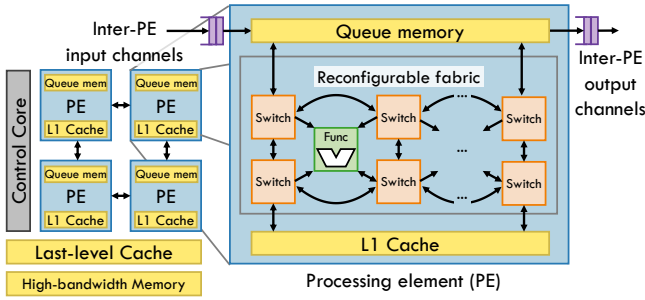 Inter-PE
input channels
Queue memory
Inter-PE
output
channels
Reconfigurable fabric
Control Core
Queue mem
PE
L1 Cache
Queue mem
PE
L1 Cache
Queue mem
PE
L1 Cache
Queue mem
PE
L1 Cache
Last-level Cache
High-bandwidth Memory
Switch
Switch
...
Switch
Func
...
Switch
Switch
...
Switch
L1 Cache
Processing element (PE)